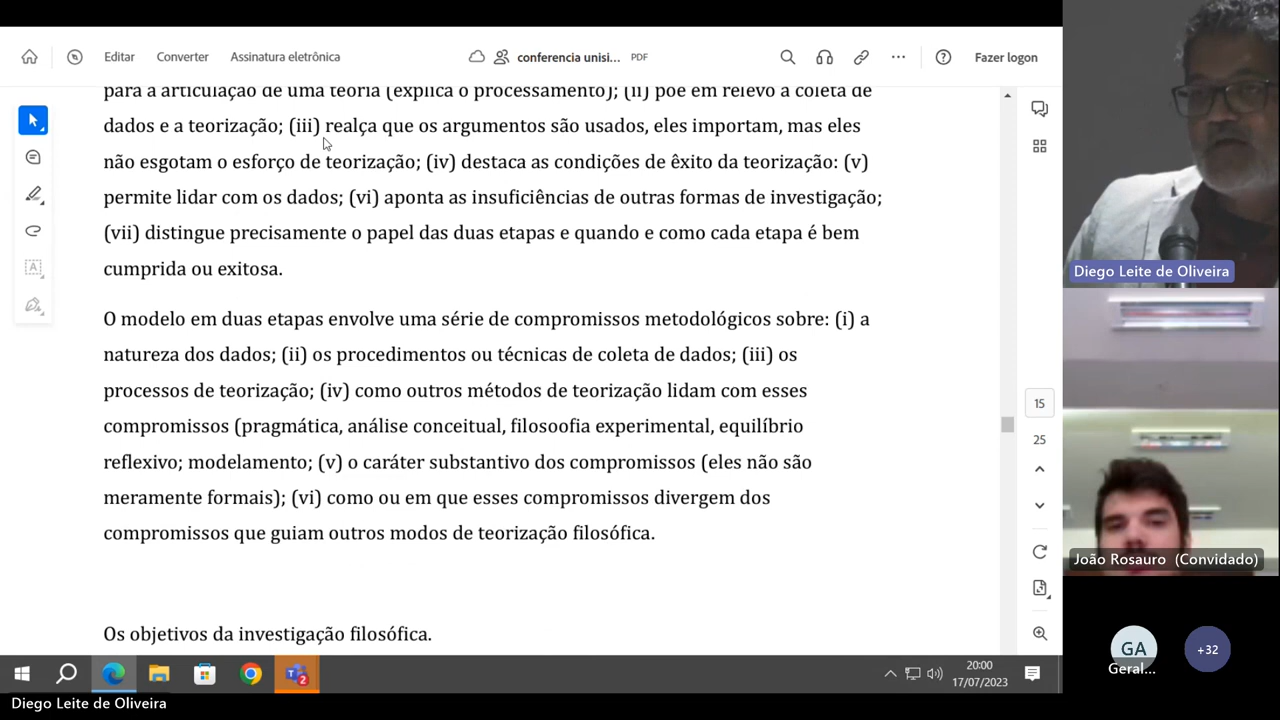 Editar
Converter
Assinatura eletrônica
conferencia unisi...
PDF
Fazer logon
para a articulação de uma teoria (explica o processamento); (ii) põe em relevo a coleta de
dados e a teorização; (iii) realça que os argumentos são usados, eles importam, mas eles
não esgotam o esforço de teorização; (iv) destaca as condições de êxito da teorização: (v)
permite lidar com os dados; (vi) aponta as insuficiências de outras formas de investigação;
(vii) distingue precisamente o papel das duas etapas e quando e como cada etapa é bem
cumprida ou exitosa.
O modelo em duas etapas envolve uma série de compromissos metodológicos sobre: (i) a
natureza dos dados; (ii) os procedimentos ou técnicas de coleta de dados; (iii) os
processos de teorização; (iv) como outros métodos de teorização lidam com esses
compromissos (pragmática, análise conceitual, filosoofia experimental, equilíbrio
reflexivo; modelamento; (v) o caráter substantivo dos compromissos (eles não são
meramente formais); (vi) como ou em que esses compromissos divergem dos
compromissos que guiam outros modos de teorização filosófica.
Os objetivos da investigação filosófica.
15
25
Diego Leite de Oliveira
João Rosauro (Convidado)
GA
Geral...
+32
2
20:00
17/07/2023
Diego Leite de Oliveira